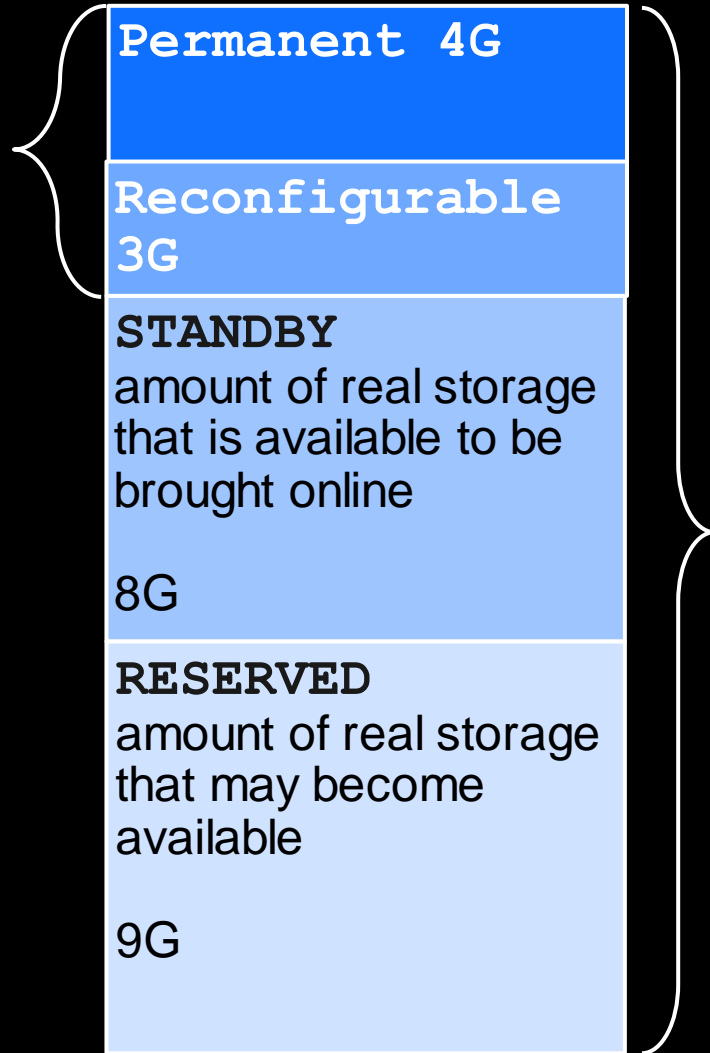 Permanent 4G
Reconfigurable
3G
STANDBY
amount of real storage
that is available to be
brought online
8G
RESERVED
amount of real storage
that may become
available
9G